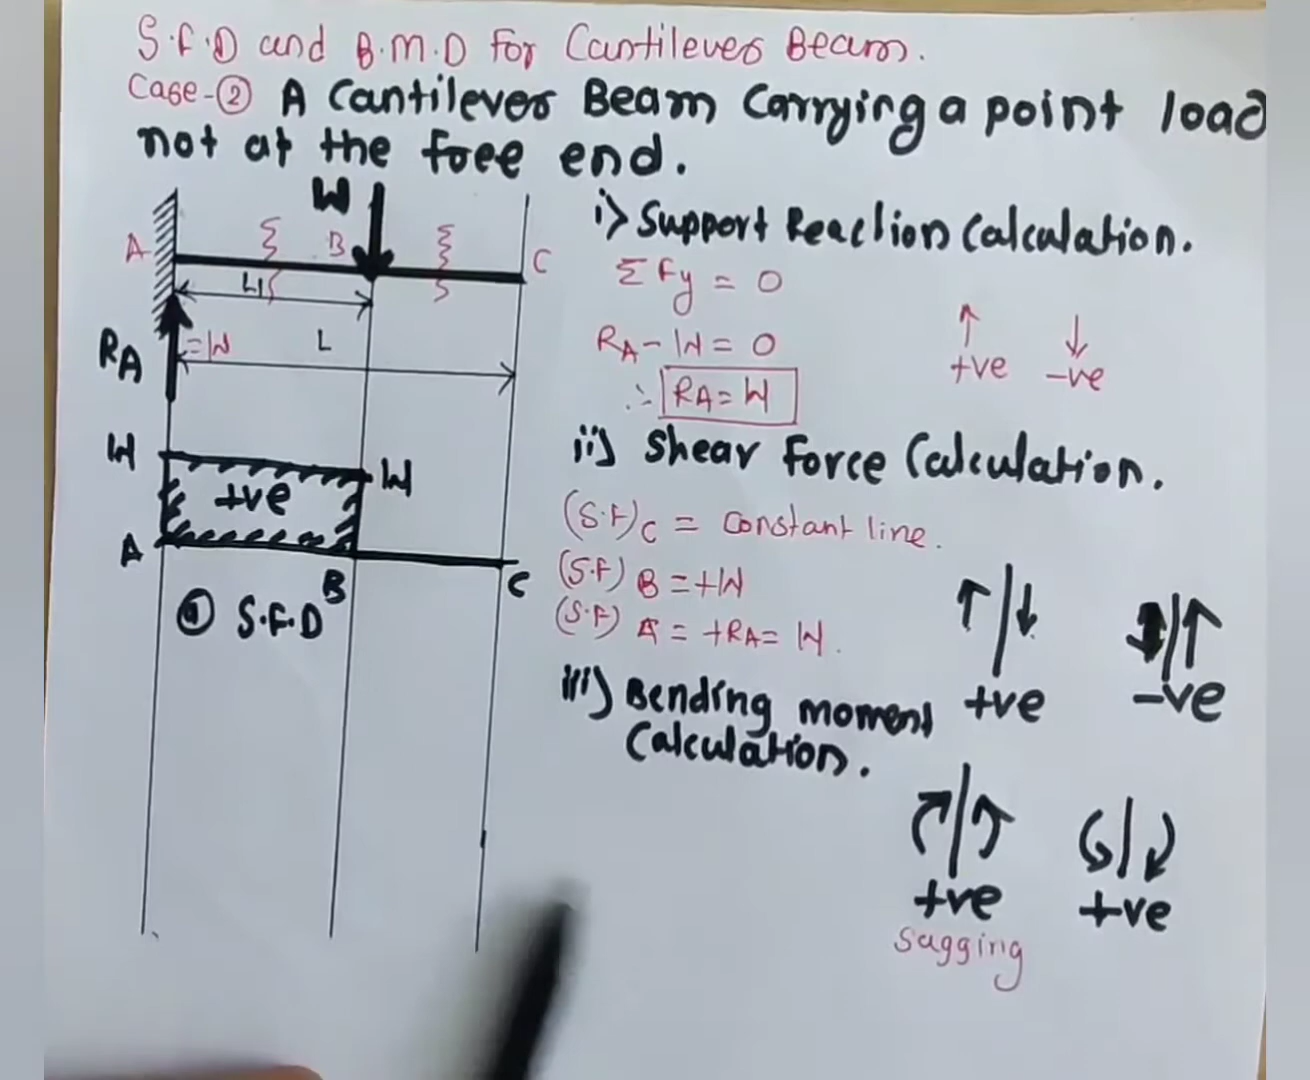 S.F.D and B.M.D For Cantilever Beam.
Case-② A Cantilever Beam Carrying a point load
not at the free end.
W
A
B
C
L1
RA
=W
L
W
+ve
W
A
B
C
① S.F.D
i) Support Reaction Calculation.
ΣFy = 0
RA - W = 0
∴ RA = W
↑ +ve ↓ -ve
ii) Shear Force Calculation.
(S.F)C = Constant line.
(S.F) B = +W
(S.F) A = +RA = W.
↑|↓ +ve
↓|↑ -ve
iii) Bending moment
Calculation.
+ve
Sagging
+ve